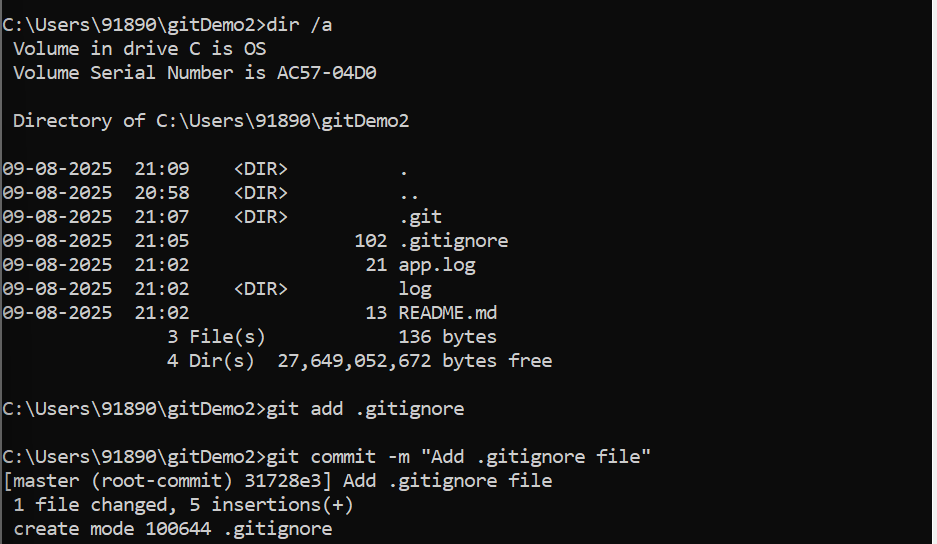 C:\Users\91890\gitDemo2>dir /a
 Volume in drive C is OS
 Volume Serial Number is AC57-04D0

 Directory of C:\Users\91890\gitDemo2

09-08-2025  21:09    <DIR>          .
09-08-2025  20:58    <DIR>          ..
09-08-2025  21:07    <DIR>          .git
09-08-2025  21:05               102 .gitignore
09-08-2025  21:02                21 app.log
09-08-2025  21:02    <DIR>          log
09-08-2025  21:02                13 README.md
               3 File(s)            136 bytes
               4 Dir(s)  27,649,052,672 bytes free

C:\Users\91890\gitDemo2>git add .gitignore

C:\Users\91890\gitDemo2>git commit -m "Add .gitignore file"
[master (root-commit) 31728e3] Add .gitignore file
 1 file changed, 5 insertions(+)
 create mode 100644 .gitignore